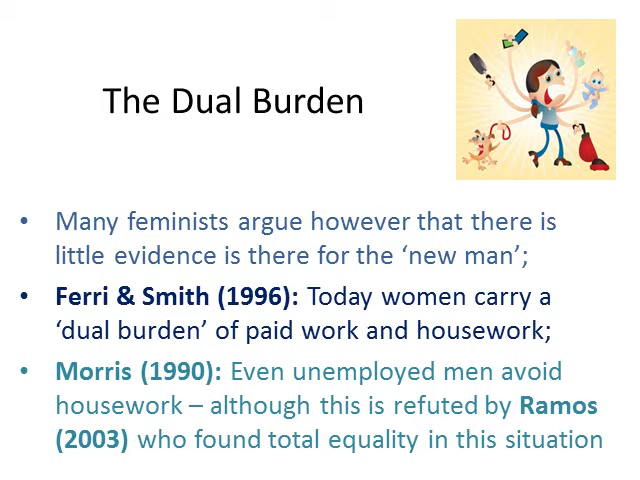 The Dual Burden
• Many feminists argue however that there is
little evidence is there for the ‘new man’;
• Ferri & Smith (1996): Today women carry a
‘dual burden’ of paid work and housework;
• Morris (1990): Even unemployed men avoid
housework – although this is refuted by Ramos
(2003) who found total equality in this situation